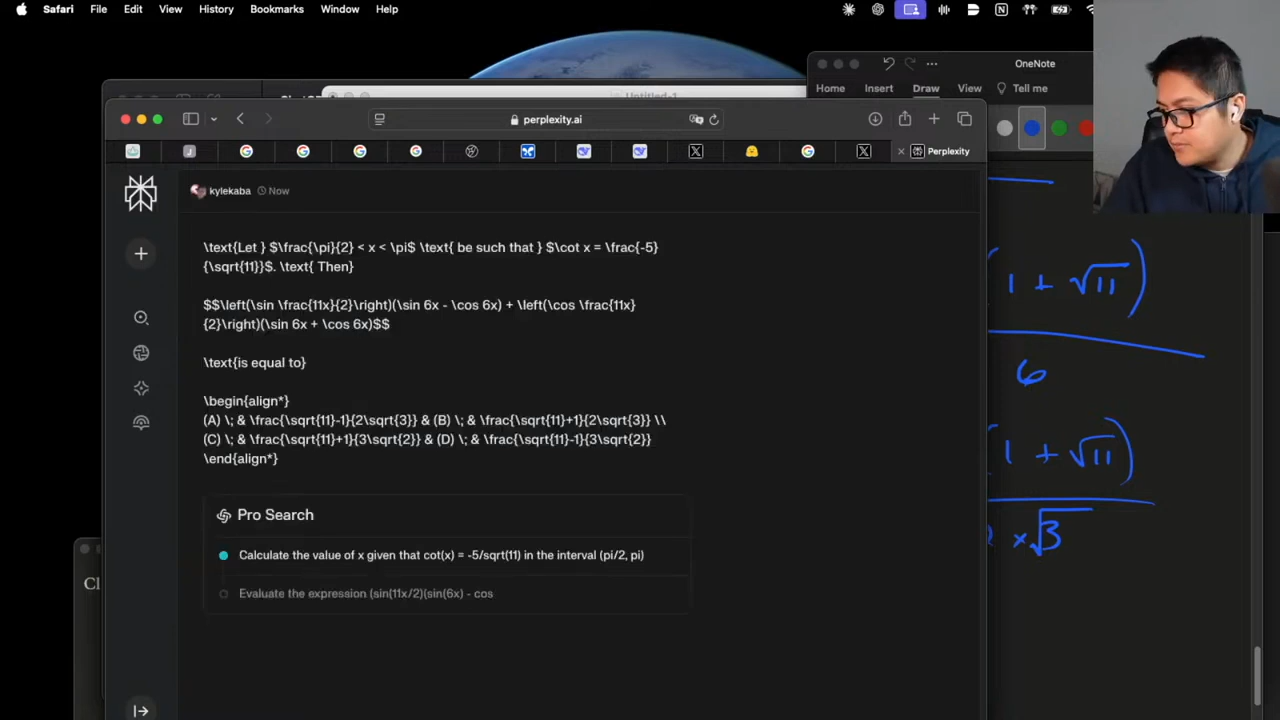 Safari File Edit View History Bookmarks Window Help
OneNote
Home Insert Draw View Tell me
perplexity.ai
Perplexity
kylekaba Now
\text{Let } $\frac{\pi}{2} < x < \pi$ \text{ be such that } $\cot x = \frac{-5}
{\sqrt{11}}$. \text{ Then}
$$\left(\sin \frac{11x}{2}\right)(\sin 6x - \cos 6x) + \left(\cos \frac{11x}
{2}\right)(\sin 6x + \cos 6x)$$
\text{is equal to}
\begin{align*}
(A) \; & \frac{\sqrt{11}-1}{2\sqrt{3}} & (B) \; & \frac{\sqrt{11}+1}{2\sqrt{3}} \\
(C) \; & \frac{\sqrt{11}+1}{3\sqrt{2}} & (D) \; & \frac{\sqrt{11}-1}{3\sqrt{2}}
\end{align*}
Pro Search
Calculate the value of x given that cot(x) = -5/sqrt(11) in the interval (pi/2, pi)
Evaluate the expression (sin(11x/2)(sin(6x) - cos
(1 + √11)
6
(1 + √11)
×√3
Cl